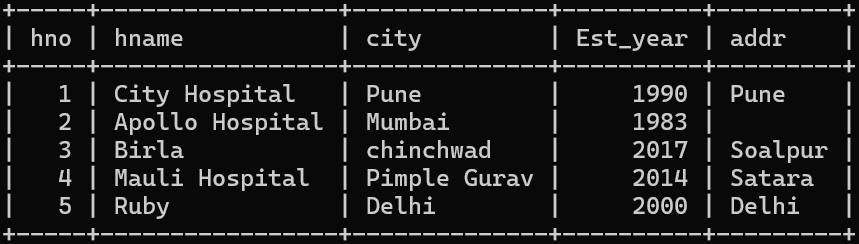 +-----+-----------------+--------------+----------+---------+
| hno | hname           | city         | Est_year | addr    |
+-----+-----------------+--------------+----------+---------+
|   1 | City Hospital   | Pune         |     1990 | Pune    |
|   2 | Apollo Hospital | Mumbai       |     1983 |         |
|   3 | Birla           | chinchwad    |     2017 | Soalpur |
|   4 | Mauli Hospital  | Pimple Gurav |     2014 | Satara  |
|   5 | Ruby            | Delhi        |     2000 | Delhi   |
+-----+-----------------+--------------+----------+---------+